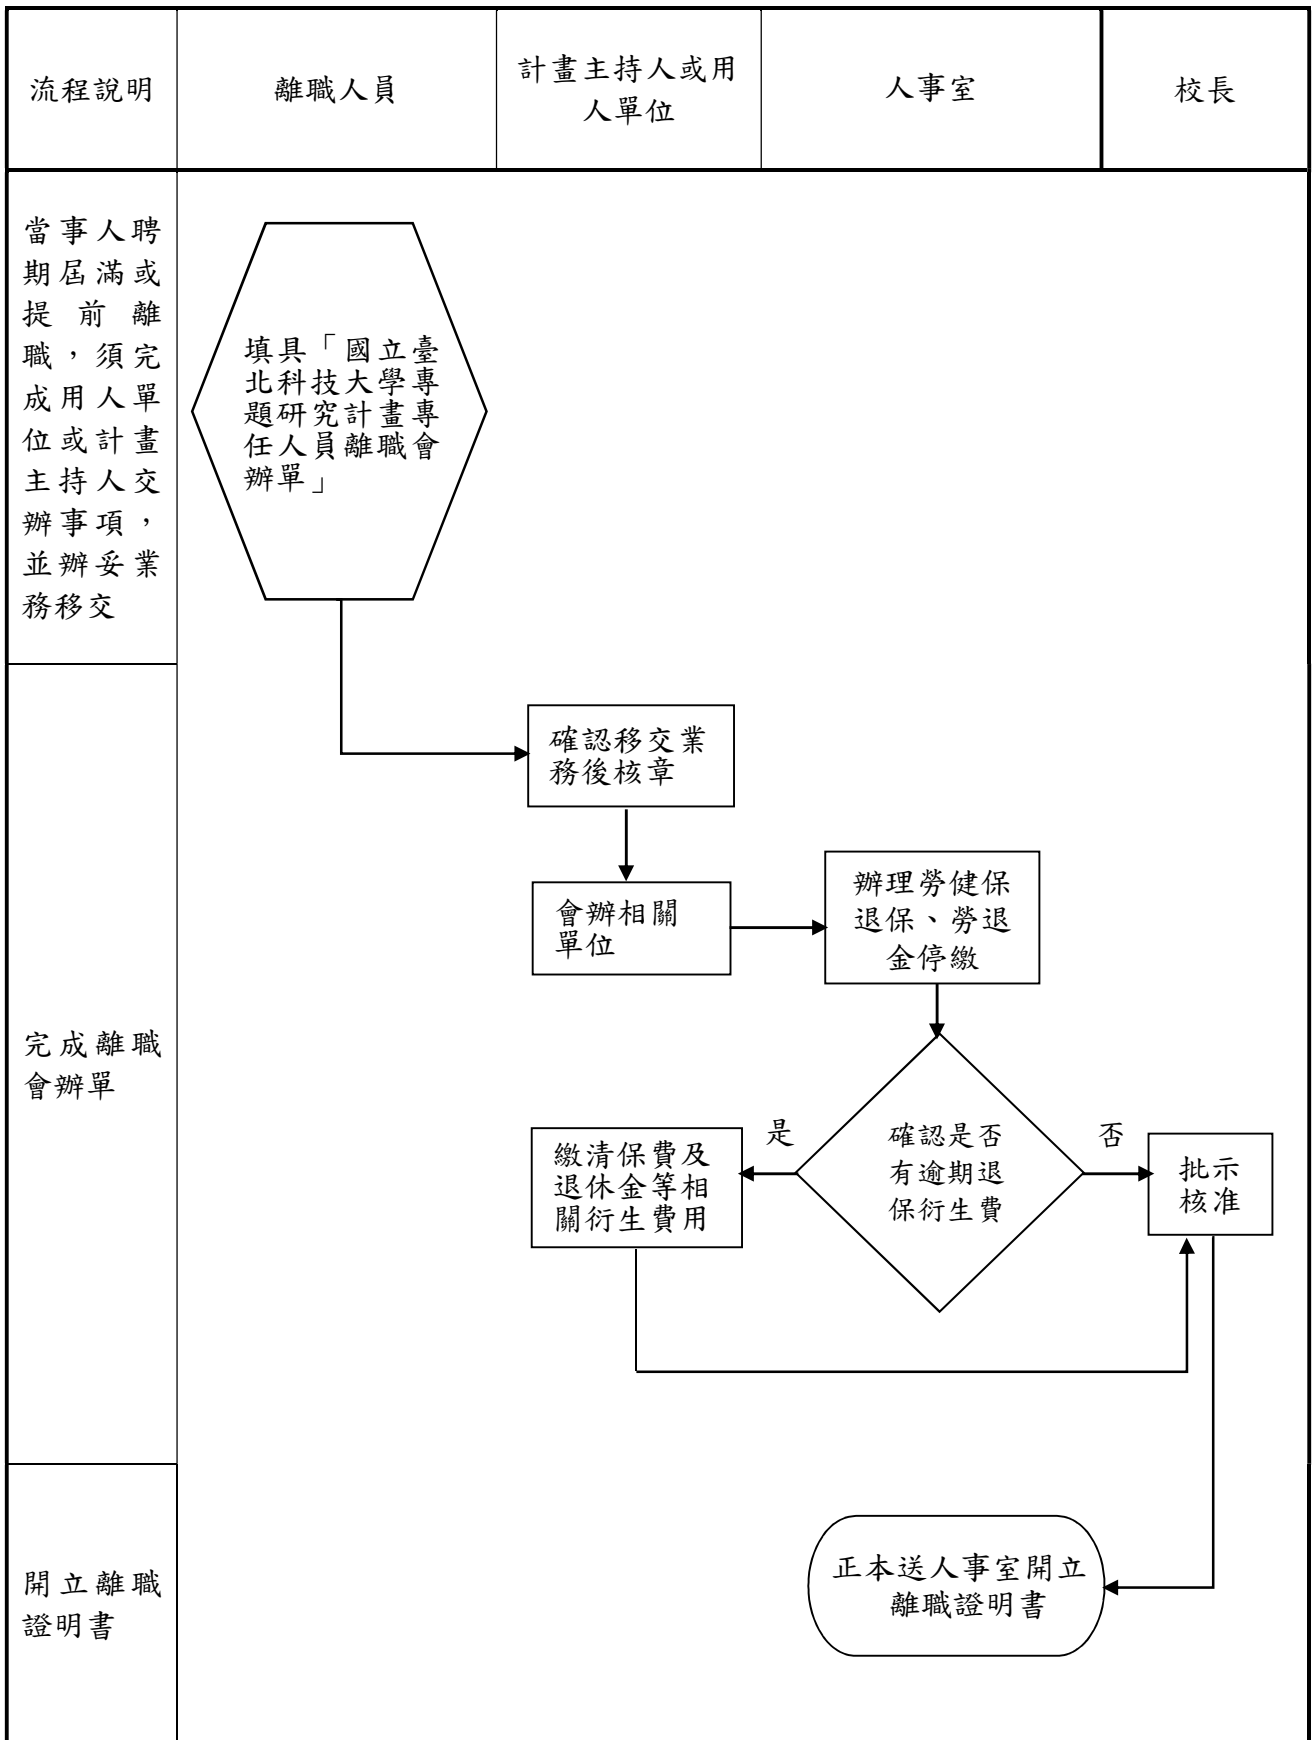 流程說明
離職人員
計畫主持人或用
人單位
人事室
校長
當事人聘
期屆滿或
提前離
職，須完
成用人單
位或計畫
主持人交
辦事項，
並辦妥業
務移交
填具「國立臺
北科技大學專
題研究計畫專
任人員離職會
辦單」
完成離職
會辦單
確認移交業
務後核章
會辦相關
單位
辦理勞健保
退保、勞退
金停繳
確認是否
有逾期退
保衍生費
是
否
繳清保費及
退休金等相
關衍生費用
批示
核准
開立離職
證明書
正本送人事室開立
離職證明書